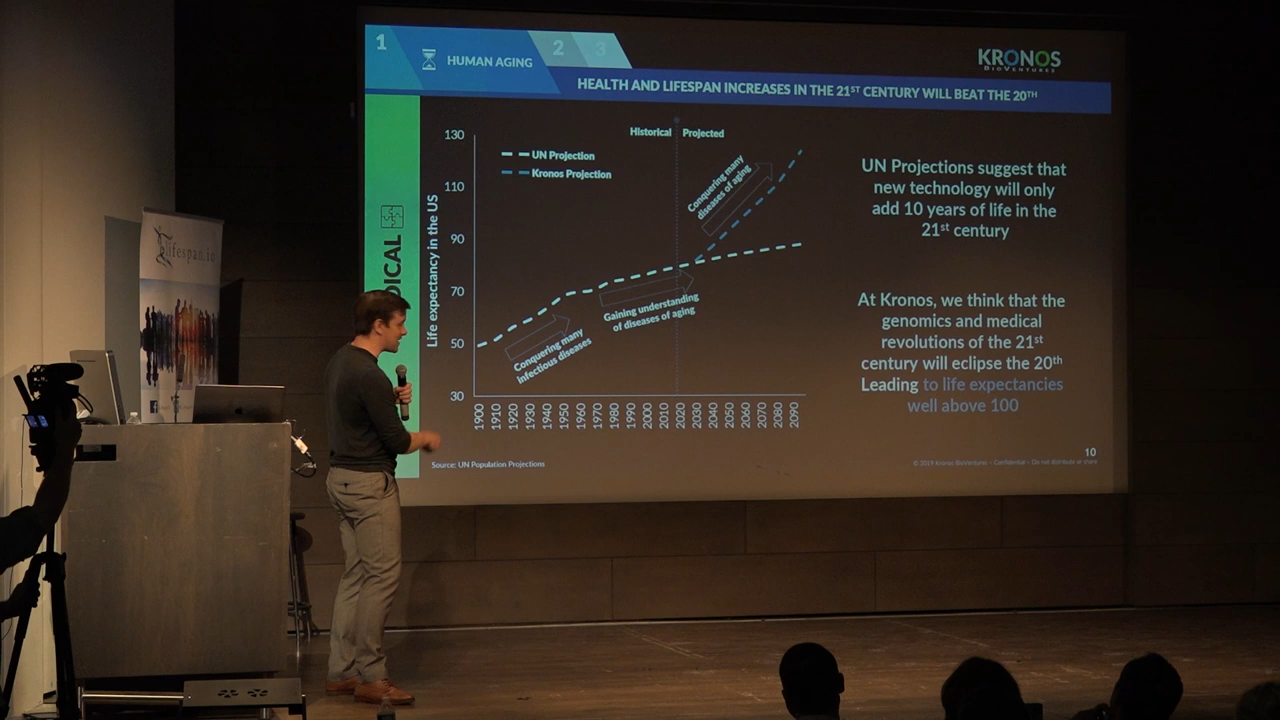 1
HUMAN AGING
2
3
KRONOS
BIOVENTURES
HEALTH AND LIFESPAN INCREASES IN THE 21ST CENTURY WILL BEAT THE 20TH
Historical
Projected
UN Projection
Kronos Projection
Life expectancy in the US
130
110
90
70
50
30
Conquering many
infectious diseases
Gaining understanding
of diseases of aging
Conquering many
diseases of aging
1900
1910
1920
1930
1940
1950
1960
1970
1980
1990
2000
2010
2020
2030
2040
2050
2060
2070
2080
2090
UN Projections suggest that
new technology will only
add 10 years of life in the
21st century
At Kronos, we think that the
genomics and medical
revolutions of the 21st
century will eclipse the 20th
Leading to life expectancies
well above 100
Source: UN Population Projections
10
© 2019 Kronos BioVentures – Confidential – Do not distribute or share
DICAL
lifespan.io